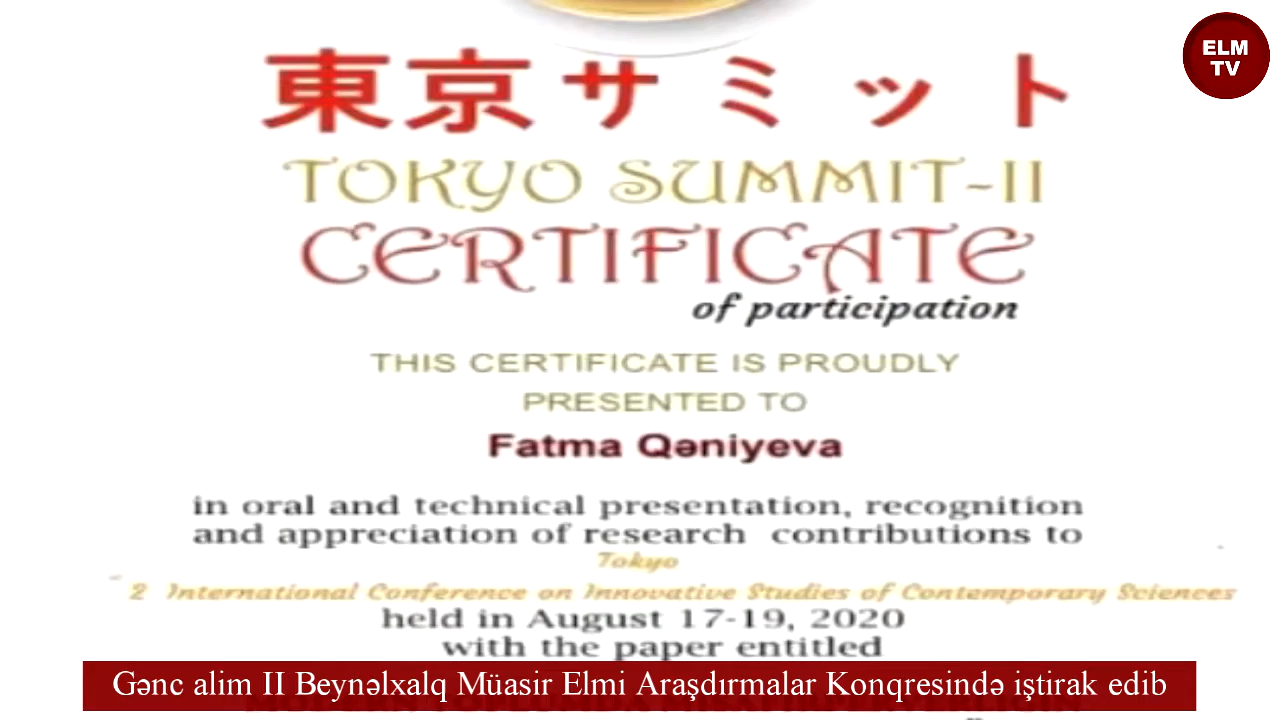 ELM
TV
東京サミット
TOKYO SUMMIT-II
CERTIFICATE
of participation
THIS CERTIFICATE IS PROUDLY
PRESENTED TO
Fatma Qəniyeva
in oral and technical presentation, recognition
and appreciation of research contributions to
Tokyo
2 International Conference on Innovative Studies of Contemporary Sciences
held in August 17-19, 2020
with the paper entitled
Gənc alim II Beynəlxalq Müasir Elmi Araşdırmalar Konqresində iştirak edib